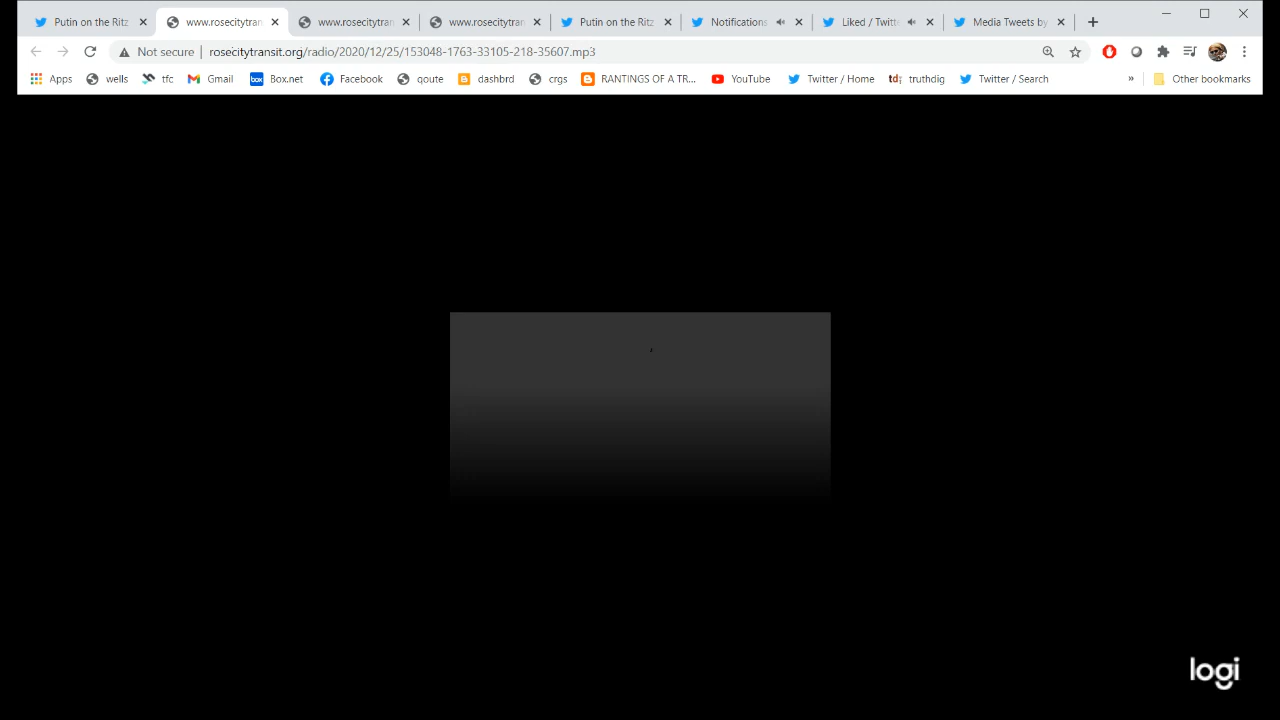 Putin on the Ritz www.rosecitytran www.rosecitytran www.rosecitytran Putin on the Ritz Notifications Liked / Twitt Media Tweets by
Not secure rosecitytransit.org/radio/2020/12/25/153048-1763-33105-218-35607.mp3
Apps wells tfc Gmail Box.net Facebook qoute dashbrd crgs RANTINGS OF A TR... YouPube Twitter / Home truthdig Twitter / Search » Other bookmarks
logi